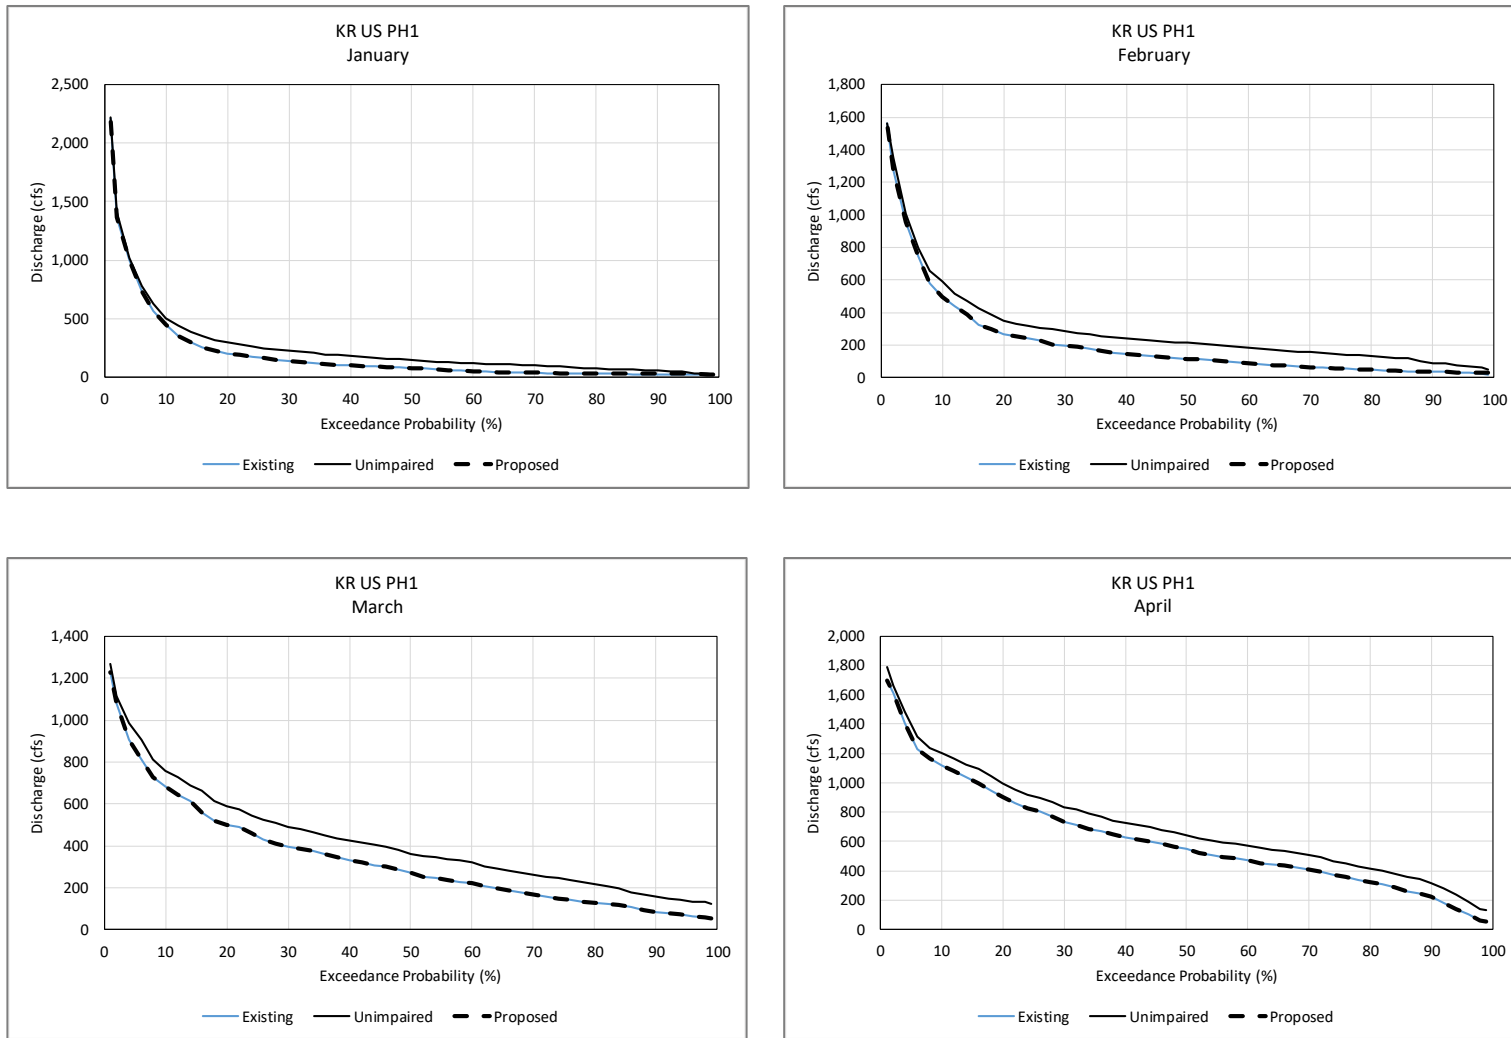 KR US PH1
January
2,500
2,000
1,500
1,000
500
0
Discharge (cfs)
0 10 20 30 40 50 60 70 80 90 100
Exceedance Probability (%)
Existing Unimpaired Proposed
KR US PH1
February
1,800
1,600
1,400
1,200
1,000
800
600
400
200
0
Discharge (cfs)
0 10 20 30 40 50 60 70 80 90 100
Exceedance Probability (%)
Existing Unimpaired Proposed
KR US PH1
March
1,400
1,200
1,000
800
600
400
200
0
Discharge (cfs)
0 10 20 30 40 50 60 70 80 90 100
Exceedance Probability (%)
Existing Unimpaired Proposed
KR US PH1
April
2,000
1,800
1,600
1,400
1,200
1,000
800
600
400
200
0
Discharge (cfs)
0 10 20 30 40 50 60 70 80 90 100
Exceedance Probability (%)
Existing Unimpaired Proposed